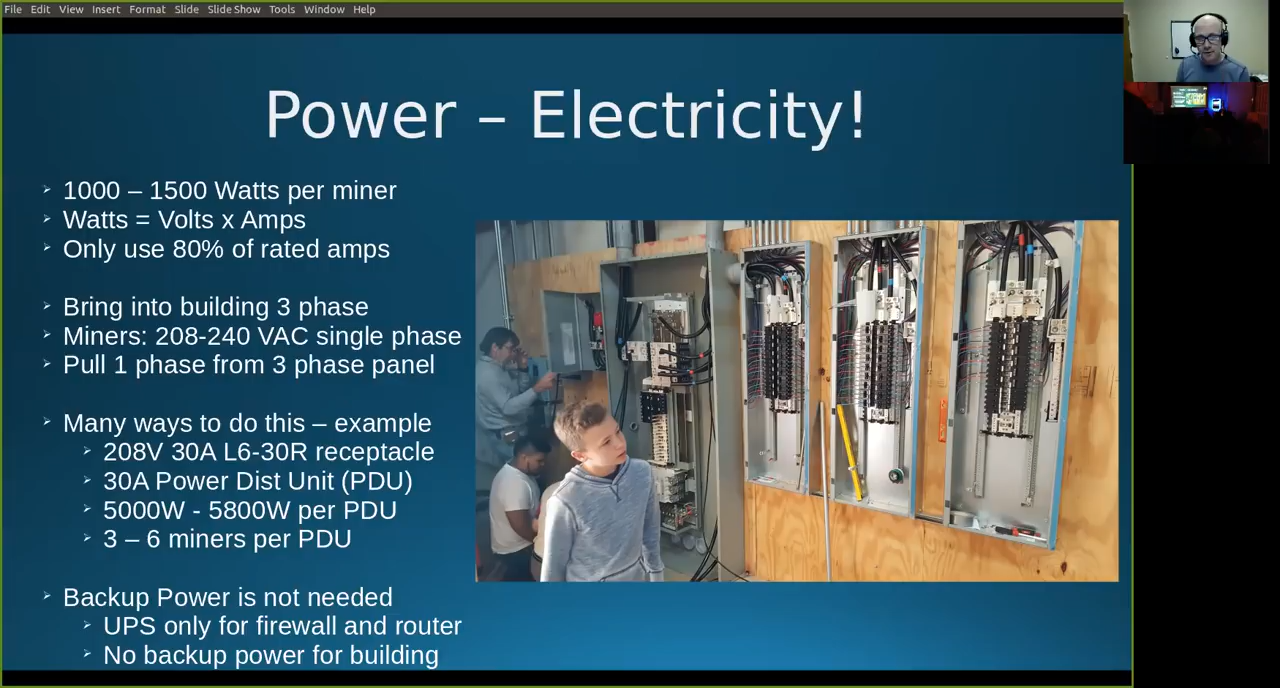 File Edit View Insert Format Slide Slide Show Tools Window Help
Power – Electricity!
1000 – 1500 Watts per miner
Watts = Volts x Amps
Only use 80% of rated amps
Bring into building 3 phase
Miners: 208-240 VAC single phase
Pull 1 phase from 3 phase panel
Many ways to do this – example
208V 30A L6-30R receptacle
30A Power Dist Unit (PDU)
5000W - 5800W per PDU
3 – 6 miners per PDU
Backup Power is not needed
UPS only for firewall and router
No backup power for building